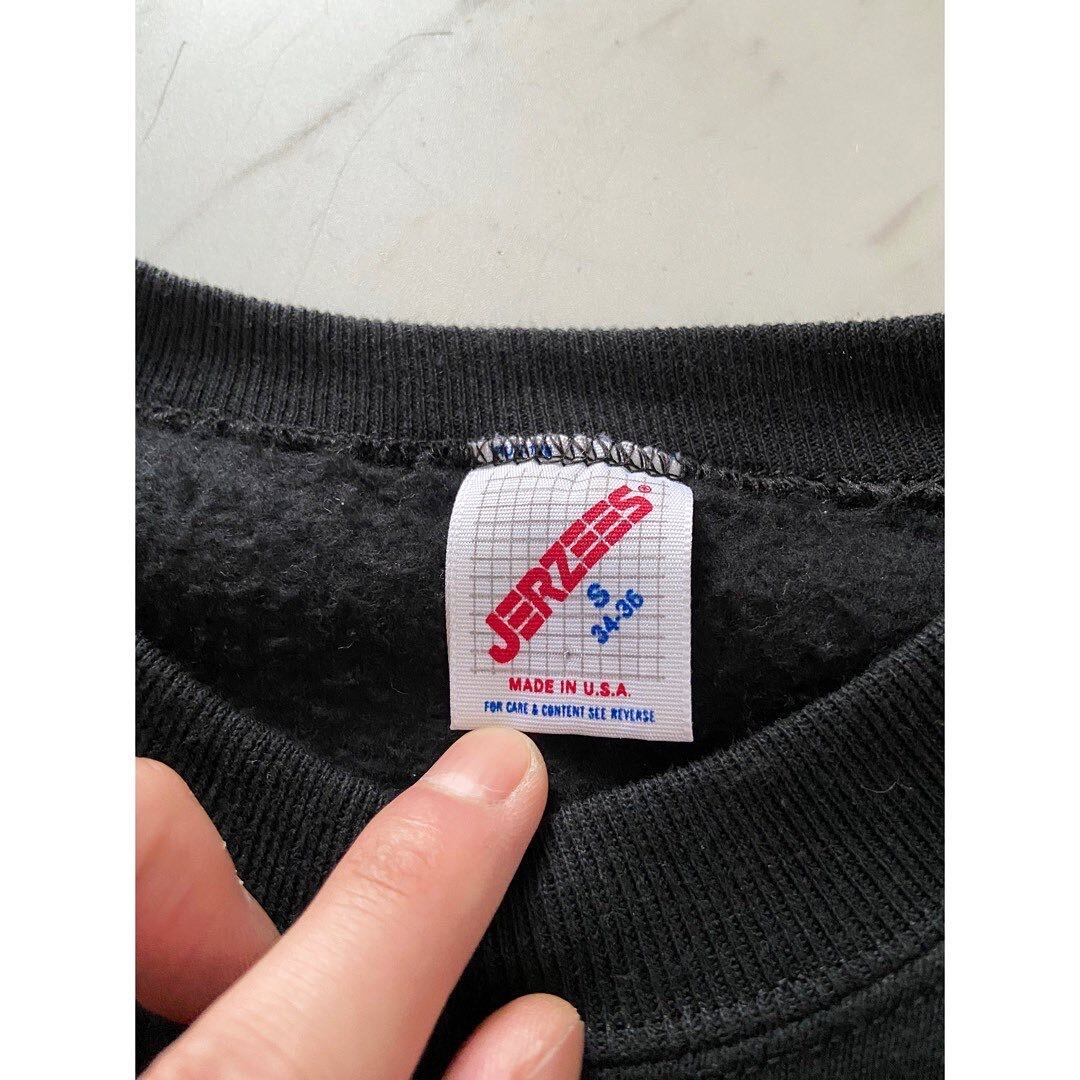 JERZEES®
S
34-36
MADE IN U.S.A.
FOR CARE & CONTENT SEE REVERSE